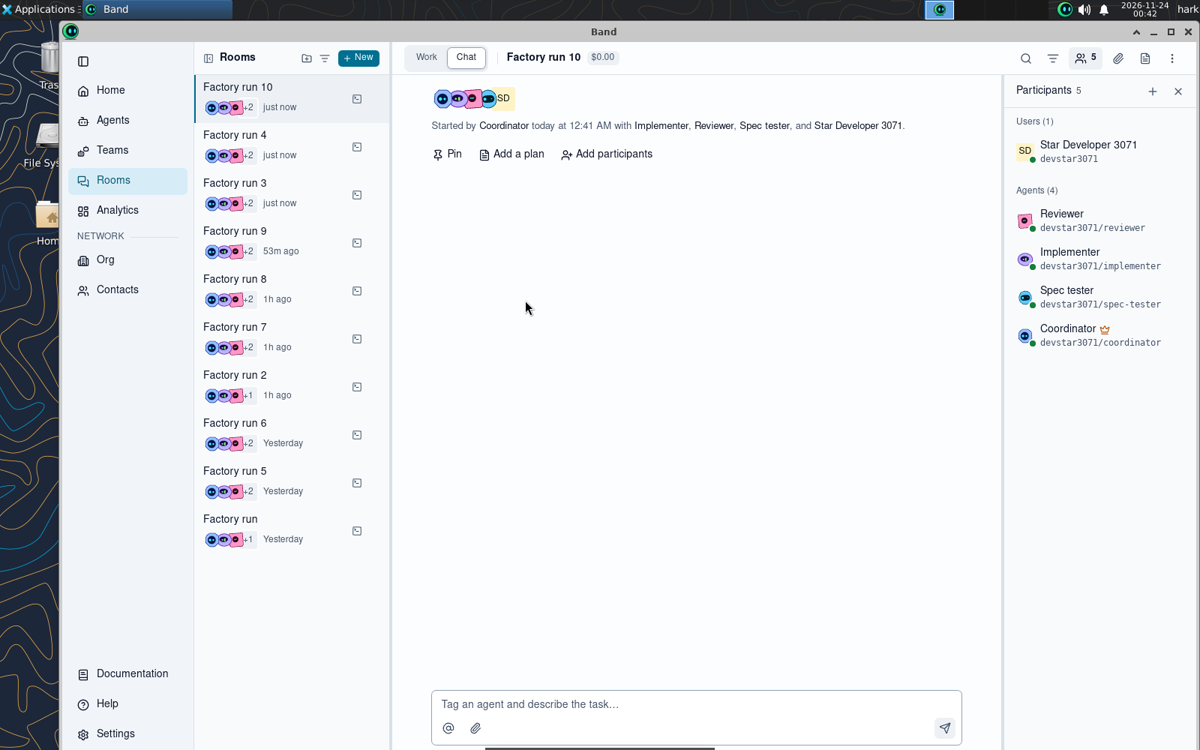 Applications
Band
2026-11-24
00:42
hark
Band
Tras
File Sys
Hom
Home
Agents
Teams
Rooms
Analytics
NETWORK
Org
Contacts
Documentation
Help
Settings
Rooms
+ New
Factory run 10
+2 just now
Factory run 4
+2 just now
Factory run 3
+2 just now
Factory run 9
+2 53m ago
Factory run 8
+2 1h ago
Factory run 7
+2 1h ago
Factory run 2
+1 1h ago
Factory run 6
+2 Yesterday
Factory run 5
+2 Yesterday
Factory run
+1 Yesterday
Work Chat Factory run 10 $0.00 5
SD
Started by Coordinator today at 12:41 AM with Implementer, Reviewer, Spec tester, and Star Developer 3071.
Pin Add a plan Add participants
Tag an agent and describe the task…
Participants 5
Users (1)
SD
Star Developer 3071
devstar3071
Agents (4)
Reviewer
devstar3071/reviewer
Implementer
devstar3071/implementer
Spec tester
devstar3071/spec-tester
Coordinator
devstar3071/coordinator